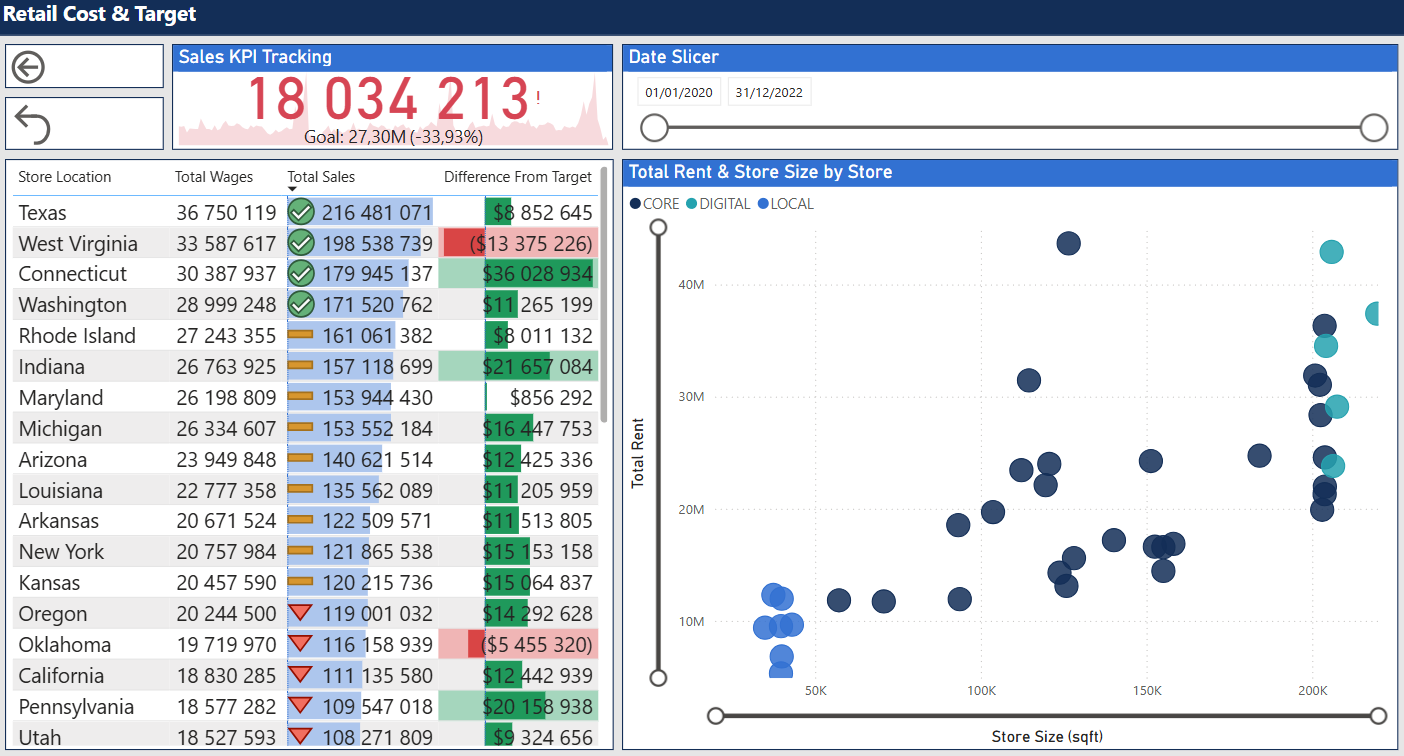 Retail Cost & Target
Sales KPI Tracking
18 034 213!
Goal: 27,30M (-33,93%)
Date Slicer
01/01/2020 31/12/2022
Store Location Total Wages Total Sales Difference From Target
Texas 36 750 119 216 481 071 $8 852 645
West Virginia 33 587 617 198 538 739 ($13 375 226)
Connecticut 30 387 937 179 945 137 $36 028 934
Washington 28 999 248 171 520 762 $11 265 199
Rhode Island 27 243 355 161 061 382 $8 011 132
Indiana 26 763 925 157 118 699 $21 657 084
Maryland 26 198 809 153 944 430 $856 292
Michigan 26 334 607 153 552 184 $16 447 753
Arizona 23 949 848 140 621 514 $12 425 336
Louisiana 22 777 358 135 562 089 $11 205 959
Arkansas 20 671 524 122 509 571 $11 513 805
New York 20 757 984 121 865 538 $15 153 158
Kansas 20 457 590 120 215 736 $15 064 837
Oregon 20 244 500 119 001 032 $14 292 628
Oklahoma 19 719 970 116 158 939 ($5 455 320)
California 18 830 285 111 135 580 $12 442 939
Pennsylvania 18 577 282 109 547 018 $20 158 938
Utah 18 527 593 108 271 809 $9 324 656
Total Rent & Store Size by Store
CORE DIGITAL LOCAL
Total Rent
40M
30M
20M
10M
50K 100K 150K 200K
Store Size (sqft)